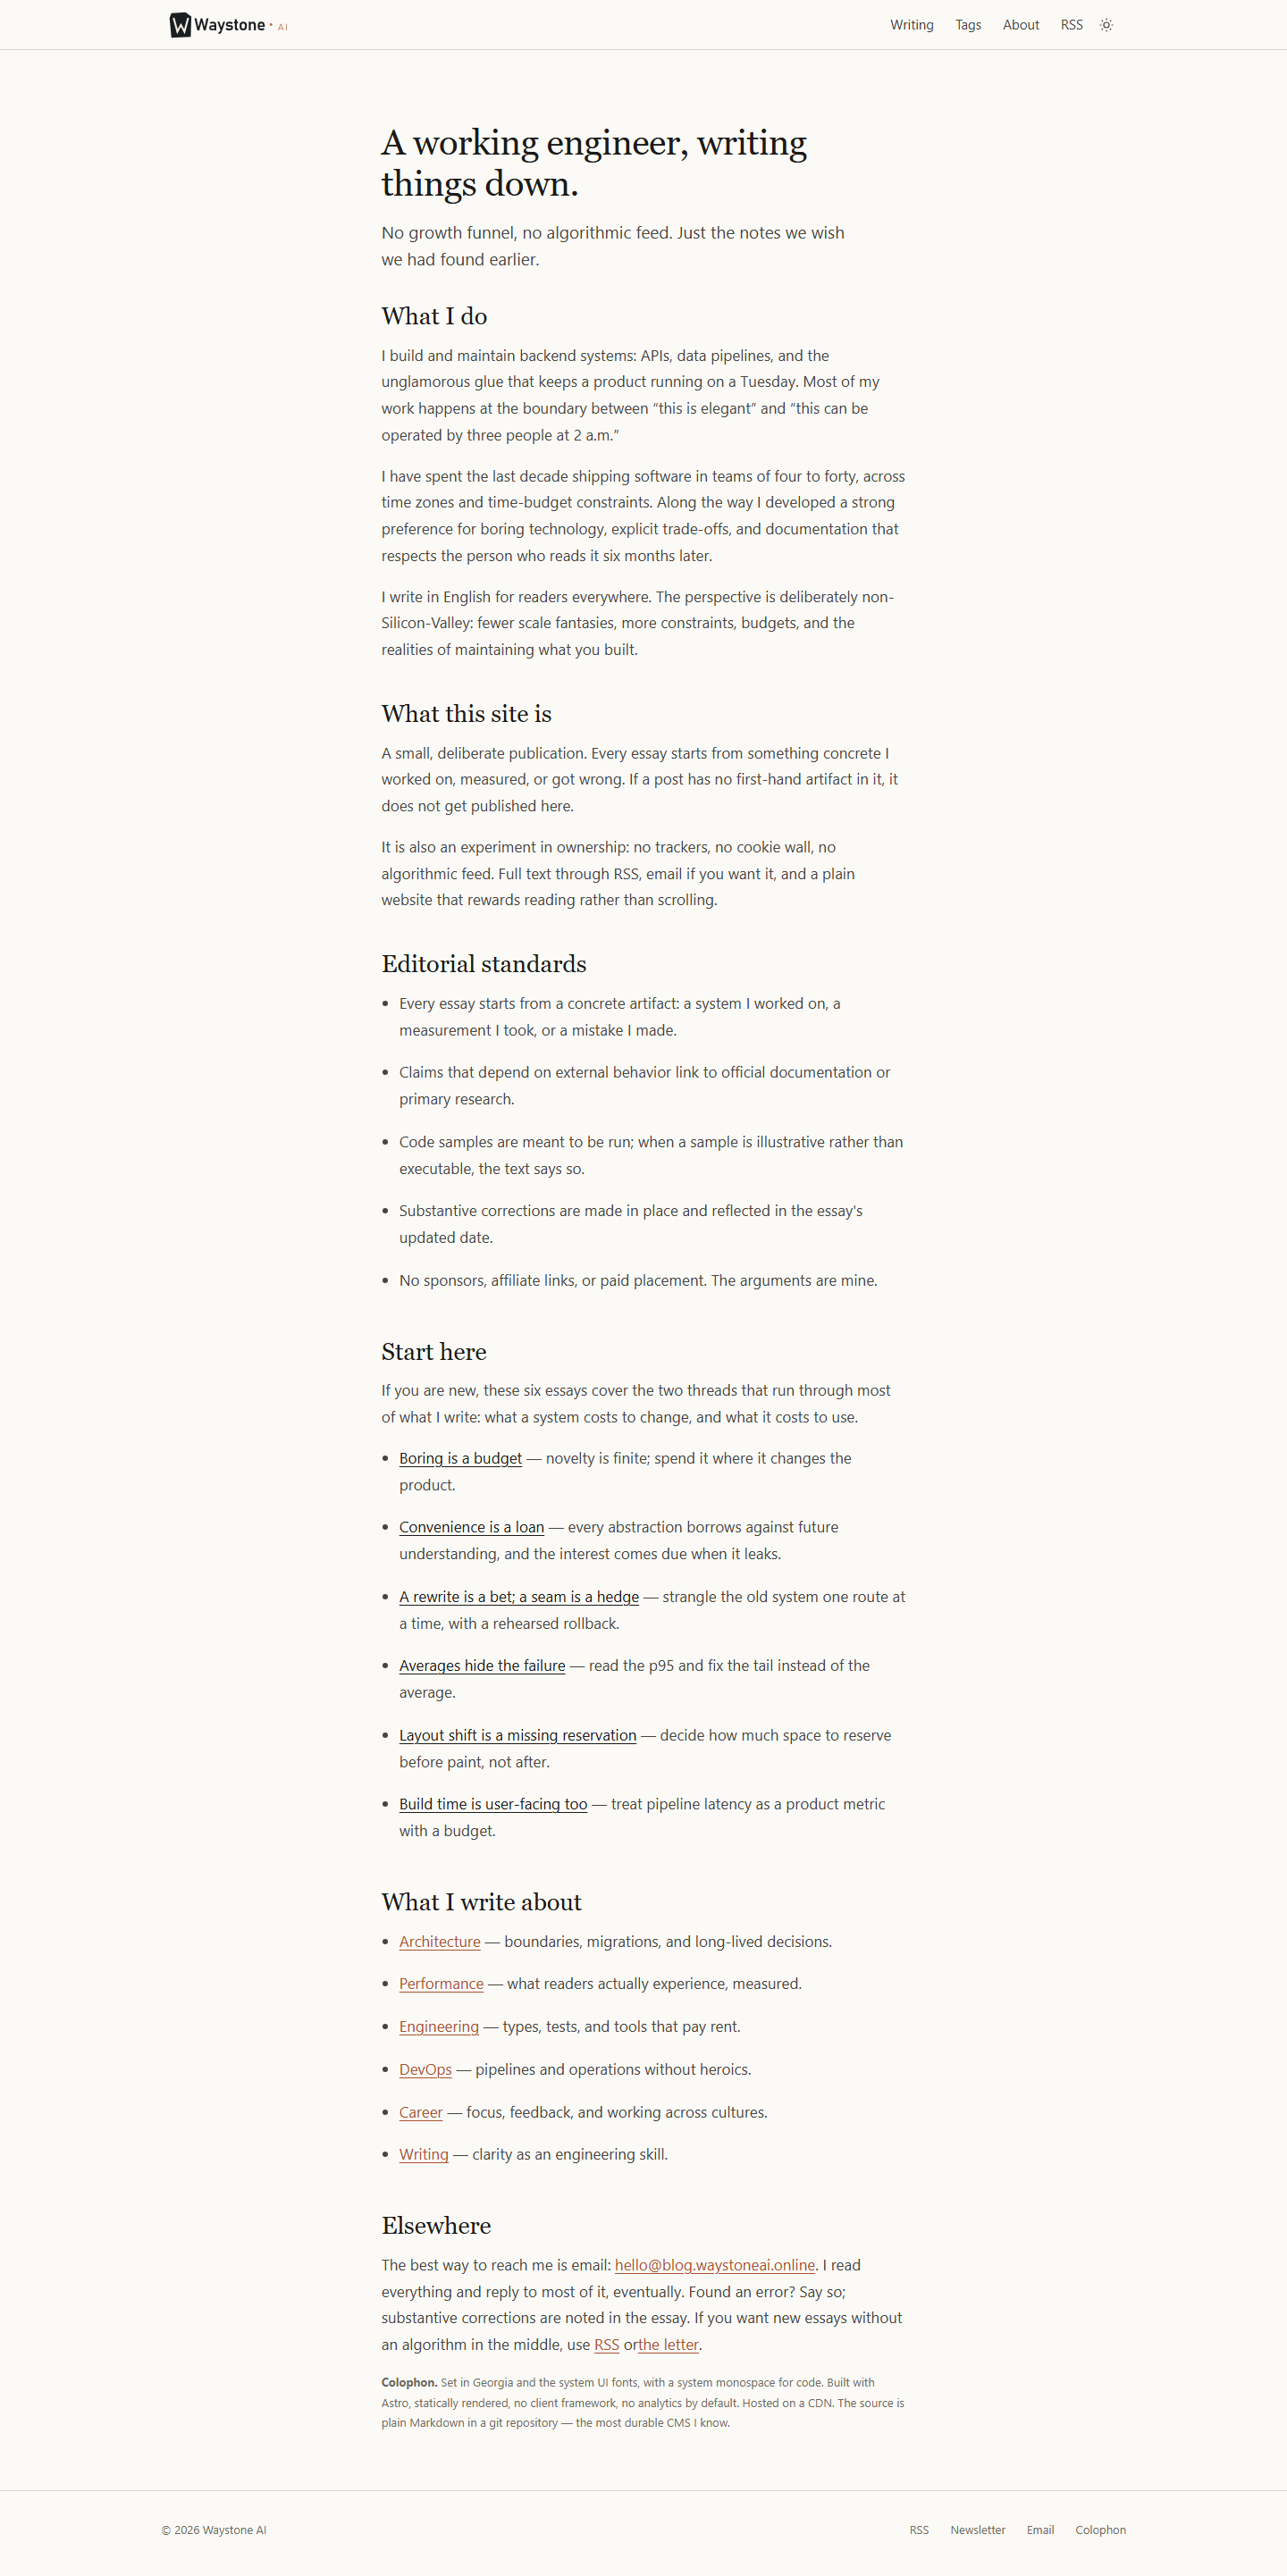 Waystone · AI
Writing Tags About RSS
A working engineer, writing
things down.
No growth funnel, no algorithmic feed. Just the notes we wish
we had found earlier.
What I do
I build and maintain backend systems: APIs, data pipelines, and the
unglamorous glue that keeps a product running on a Tuesday. Most of my
work happens at the boundary between “this is elegant” and “this can be
operated by three people at 2 a.m.”
I have spent the last decade shipping software in teams of four to forty, across
time zones and time-budget constraints. Along the way I developed a strong
preference for boring technology, explicit trade-offs, and documentation that
respects the person who reads it six months later.
I write in English for readers everywhere. The perspective is deliberately non-
Silicon-Valley: fewer scale fantasies, more constraints, budgets, and the
realities of maintaining what you built.
What this site is
A small, deliberate publication. Every essay starts from something concrete I
worked on, measured, or got wrong. If a post has no first-hand artifact in it, it
does not get published here.
It is also an experiment in ownership: no trackers, no cookie wall, no
algorithmic feed. Full text through RSS, email if you want it, and a plain
website that rewards reading rather than scrolling.
Editorial standards
• Every essay starts from a concrete artifact: a system I worked on, a
measurement I took, or a mistake I made.
• Claims that depend on external behavior link to official documentation or
primary research.
• Code samples are meant to be run; when a sample is illustrative rather than
executable, the text says so.
• Substantive corrections are made in place and reflected in the essay's
updated date.
• No sponsors, affiliate links, or paid placement. The arguments are mine.
Start here
If you are new, these six essays cover the two threads that run through most
of what I write: what a system costs to change, and what it costs to use.
• Boring is a budget — novelty is finite; spend it where it changes the
product.
• Convenience is a loan — every abstraction borrows against future
understanding, and the interest comes due when it leaks.
• A rewrite is a bet; a seam is a hedge — strangle the old system one route at
a time, with a rehearsed rollback.
• Averages hide the failure — read the p95 and fix the tail instead of the
average.
• Layout shift is a missing reservation — decide how much space to reserve
before paint, not after.
• Build time is user-facing too — treat pipeline latency as a product metric
with a budget.
What I write about
• Architecture — boundaries, migrations, and long-lived decisions.
• Performance — what readers actually experience, measured.
• Engineering — types, tests, and tools that pay rent.
• DevOps — pipelines and operations without heroics.
• Career — focus, feedback, and working across cultures.
• Writing — clarity as an engineering skill.
Elsewhere
The best way to reach me is email: hello@blog.waystoneai.online. I read
everything and reply to most of it, eventually. Found an error? Say so;
substantive corrections are noted in the essay. If you want new essays without
an algorithm in the middle, use RSS orthe letter.
Colophon. Set in Georgia and the system UI fonts, with a system monospace for code. Built with
Astro, statically rendered, no client framework, no analytics by default. Hosted on a CDN. The source is
plain Markdown in a git repository — the most durable CMS I know.
© 2026 Waystone AI
RSS Newsletter Email Colophon